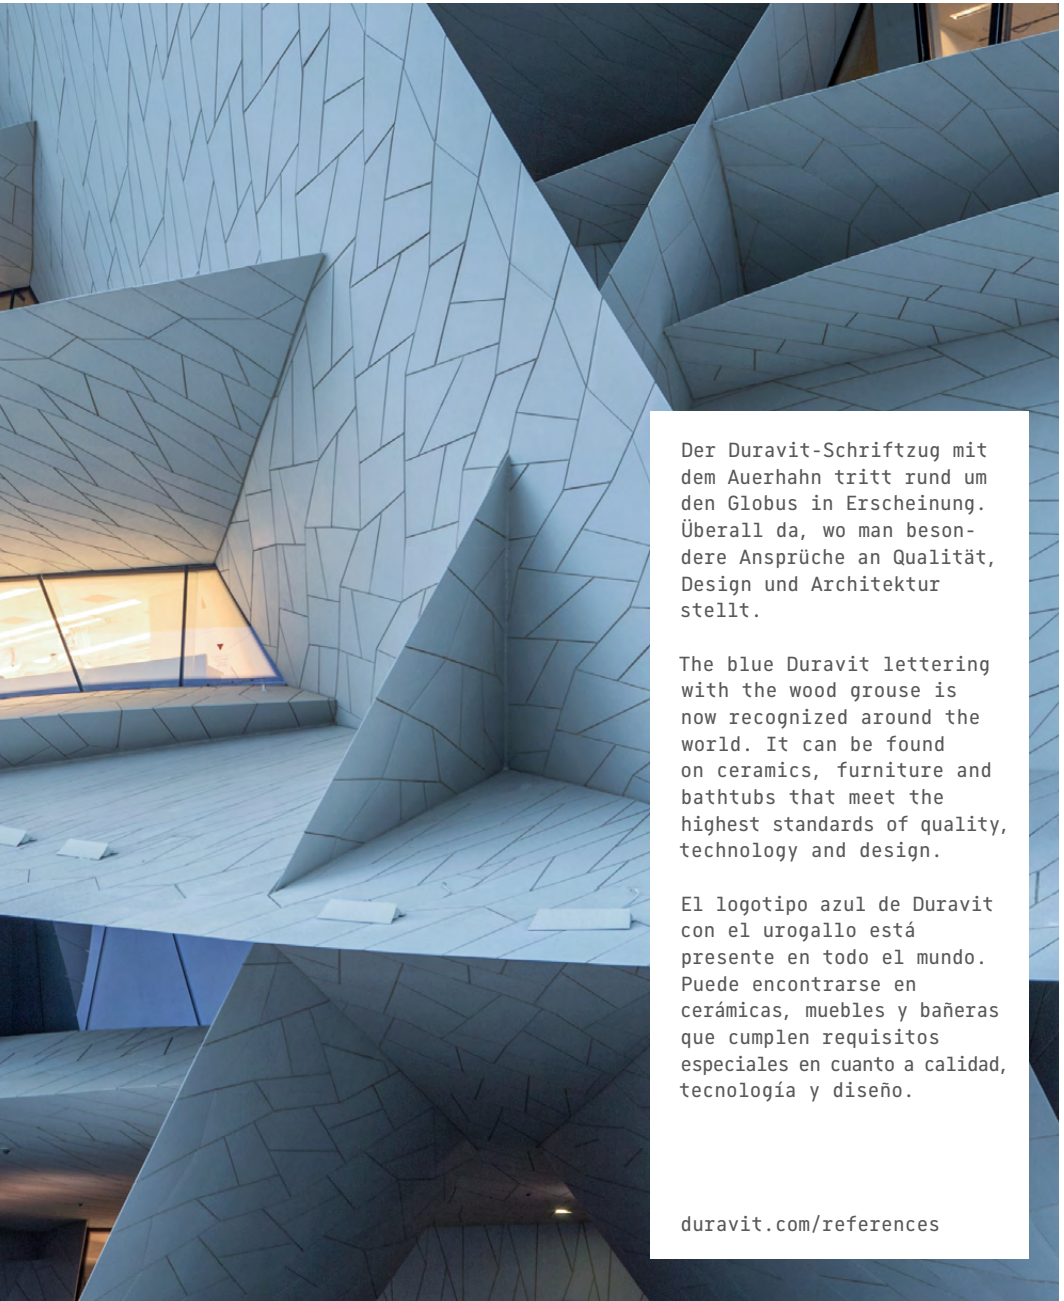 Der Duravit-Schriftzug mit
dem Auerhahn tritt rund um
den Globus in Erscheinung.
Überall da, wo man beson-
dere Ansprüche an Qualität,
Design und Architektur
stellt.
The blue Duravit lettering
with the wood grouse is
now recognized around the
world. It can be found
on ceramics, furniture and
bathtubs that meet the
highest standards of quality,
technology and design.
El logotipo azul de Duravit
con el urogallo está
presente en todo el mundo.
Puede encontrarse en
cerámicas, muebles y bañeras
que cumplen requisitos
especiales en cuanto a calidad,
tecnología y diseño.
duravit.com/references